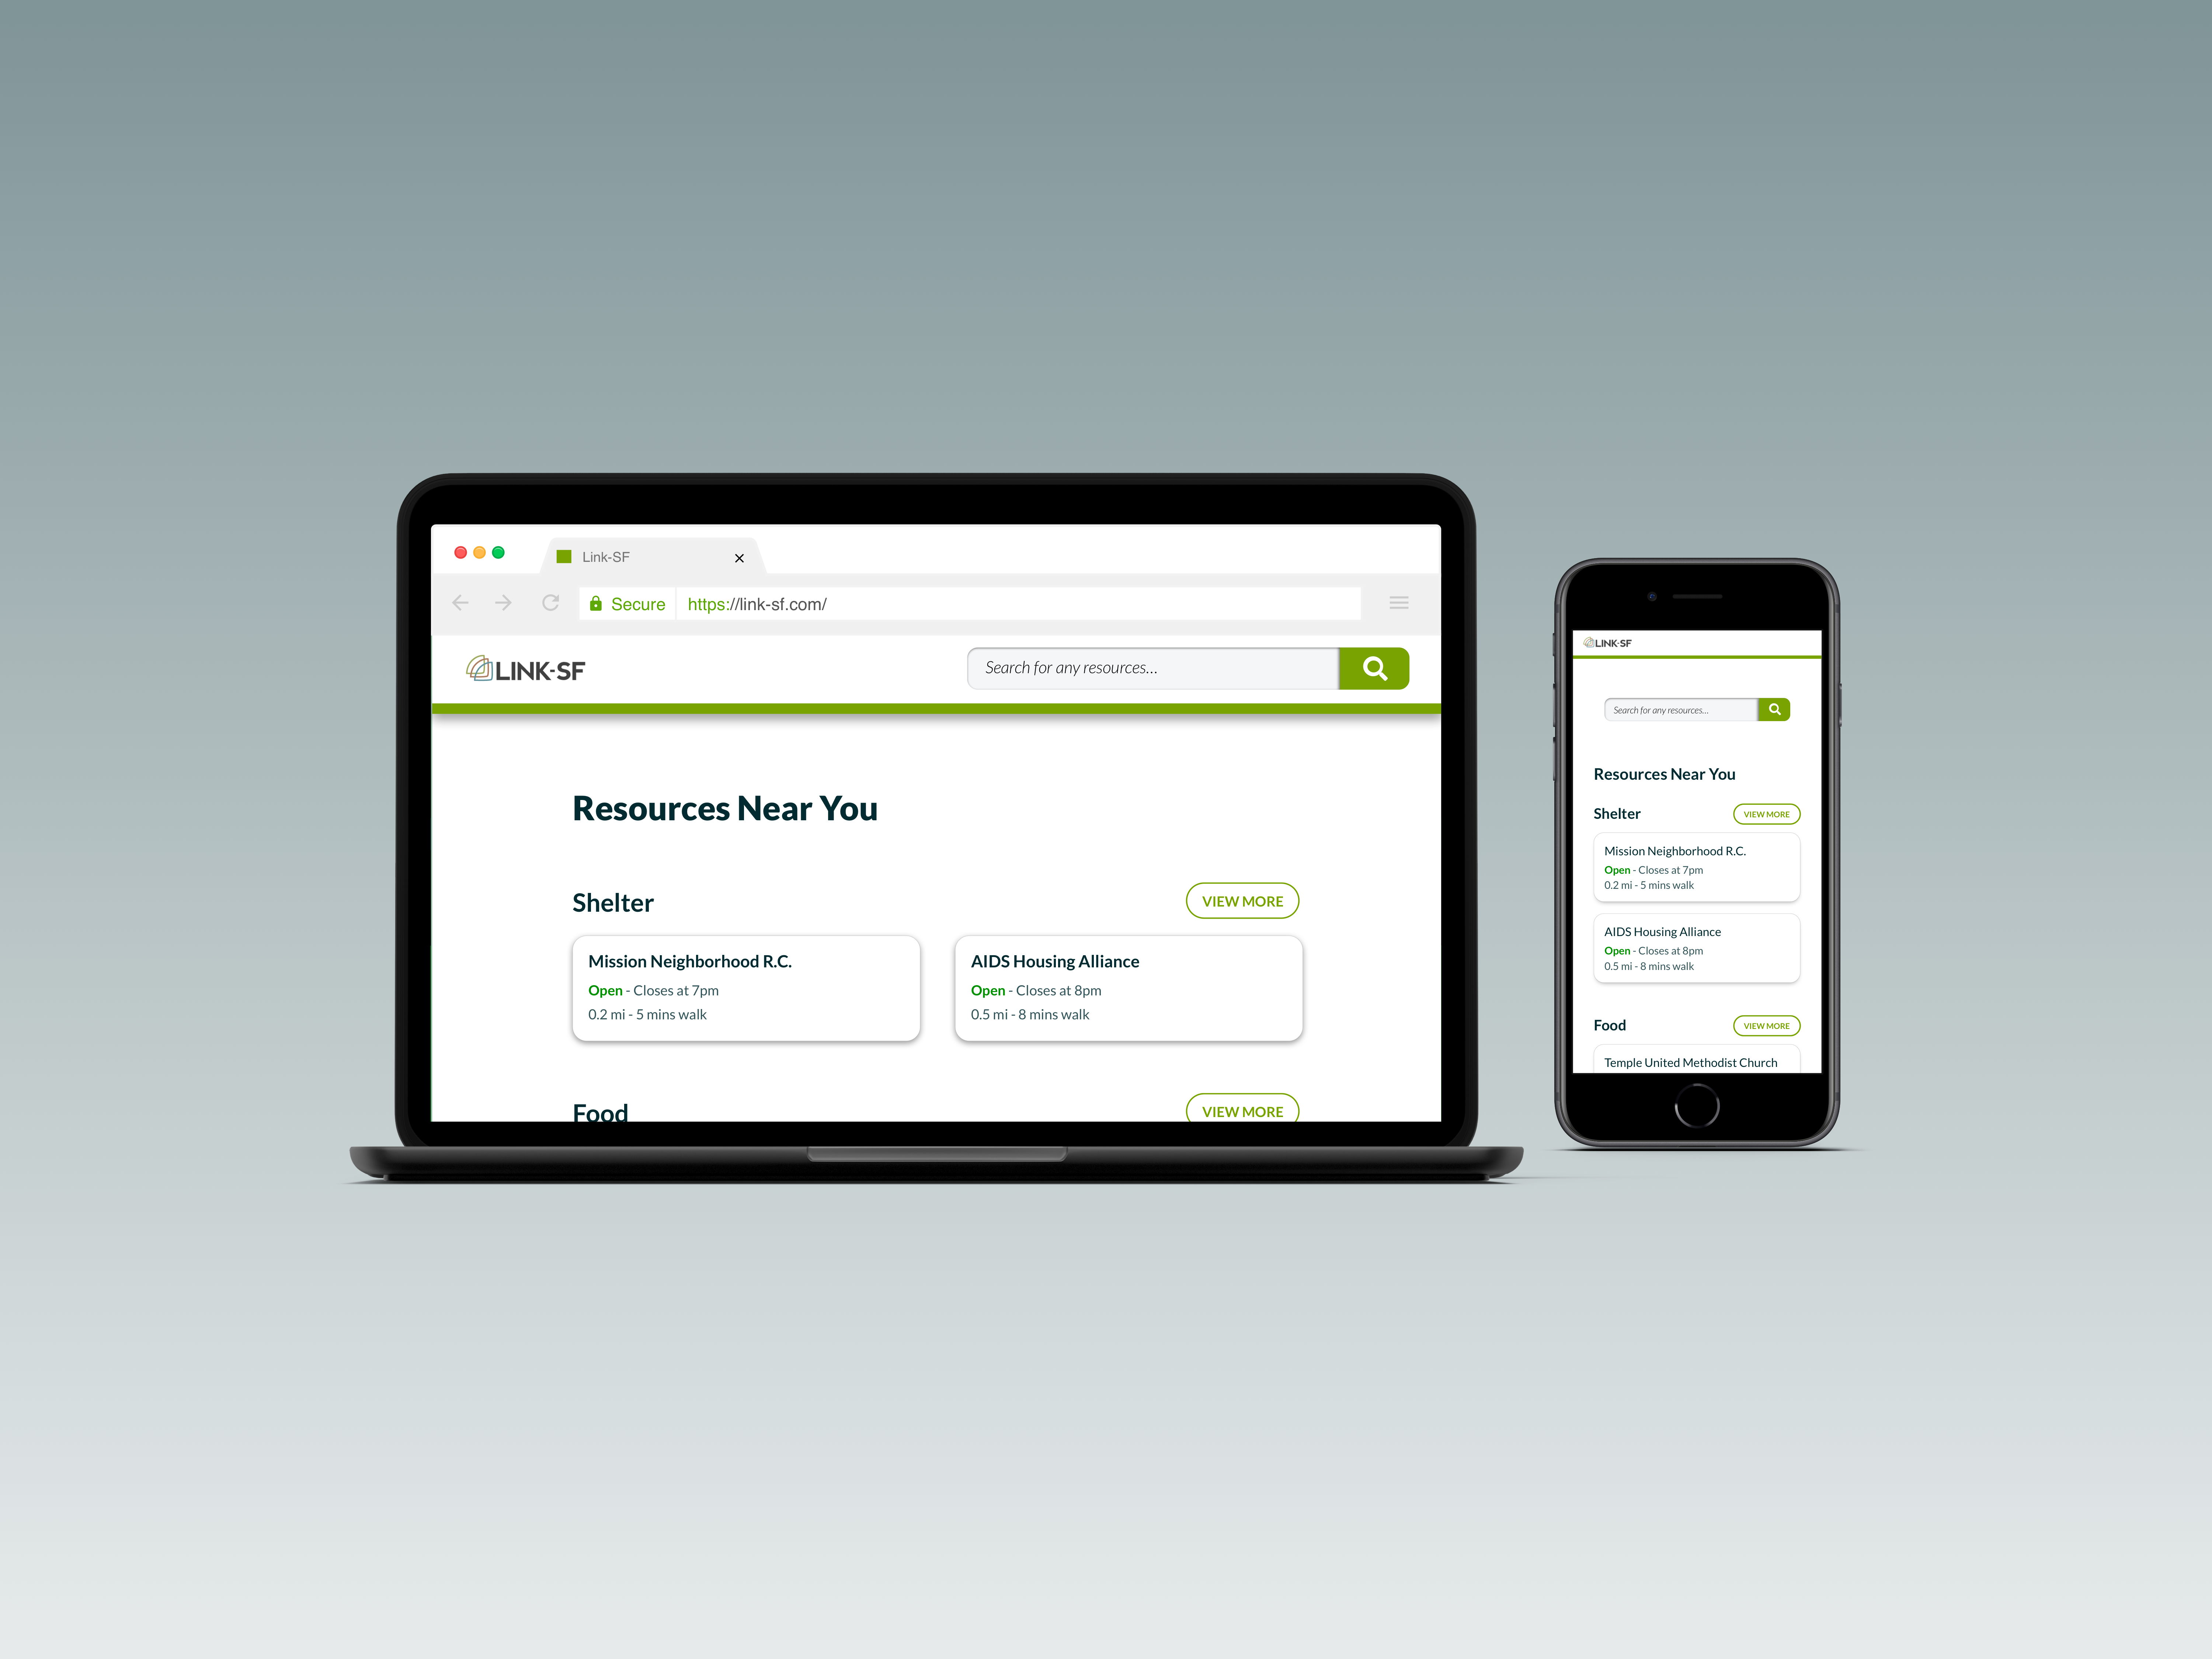 Link-SF
Secure https://link-sf.com/
LINK-SF
Search for any resources...
Resources Near You
Shelter
VIEW MORE
Mission Neighborhood R.C.
Open - Closes at 7pm
0.2 mi - 5 mins walk
AIDS Housing Alliance
Open - Closes at 8pm
0.5 mi - 8 mins walk
Food
VIEW MORE
LINK-SF
Search for any resources...
Resources Near You
Shelter
VIEW MORE
Mission Neighborhood R.C.
Open - Closes at 7pm
0.2 mi - 5 mins walk
AIDS Housing Alliance
Open - Closes at 8pm
0.5 mi - 8 mins walk
Food
VIEW MORE
Temple United Methodist Church